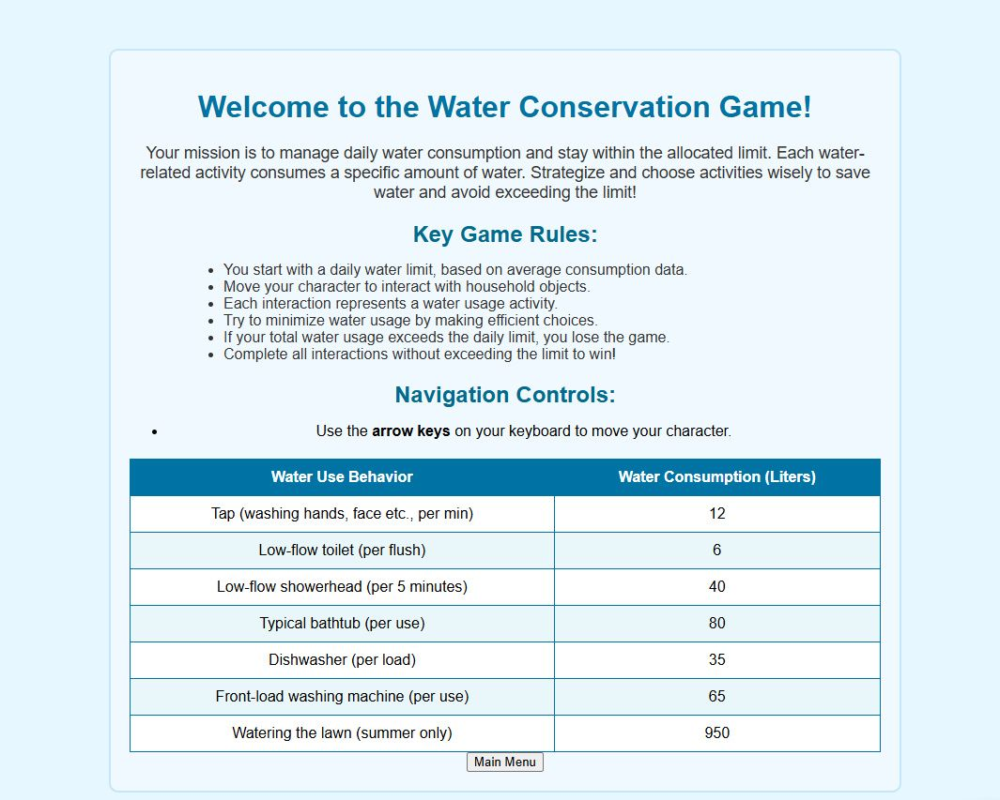 Welcome to the Water Conservation Game!
Your mission is to manage daily water consumption and stay within the allocated limit. Each water-
related activity consumes a specific amount of water. Strategize and choose activities wisely to save
water and avoid exceeding the limit!
Key Game Rules:
• You start with a daily water limit, based on average consumption data.
• Move your character to interact with household objects.
• Each interaction represents a water usage activity.
• Try to minimize water usage by making efficient choices.
• If your total water usage exceeds the daily limit, you lose the game.
• Complete all interactions without exceeding the limit to win!
Navigation Controls:
• Use the arrow keys on your keyboard to move your character.
Water Use Behavior Water Consumption (Liters)
Tap (washing hands, face etc., per min) 12
Low-flow toilet (per flush) 6
Low-flow showerhead (per 5 minutes) 40
Typical bathtub (per use) 80
Dishwasher (per load) 35
Front-load washing machine (per use) 65
Watering the lawn (summer only) 950
Main Menu